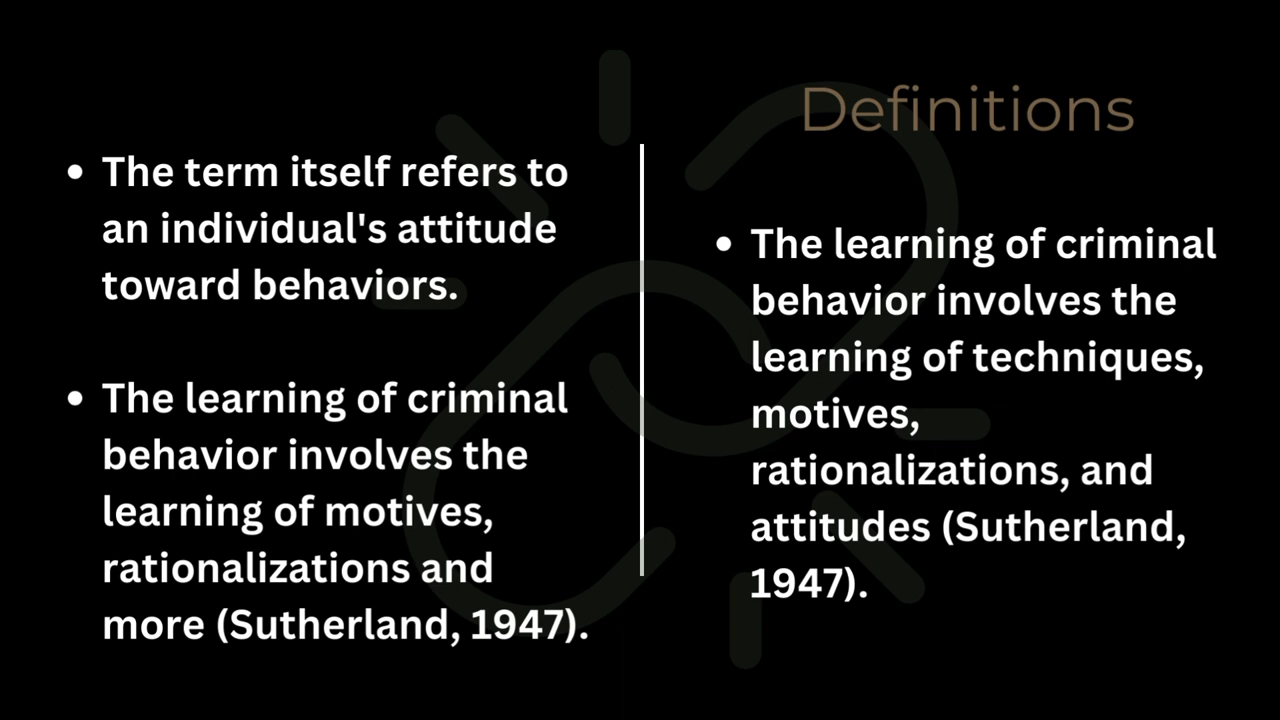 • The term itself refers to
an individual's attitude
toward behaviors.
• The learning of criminal
behavior involves the
learning of motives,
rationalizations and
more (Sutherland, 1947).
Definitions
• The learning of criminal
behavior involves the
learning of techniques,
motives,
rationalizations, and
attitudes (Sutherland,
1947).